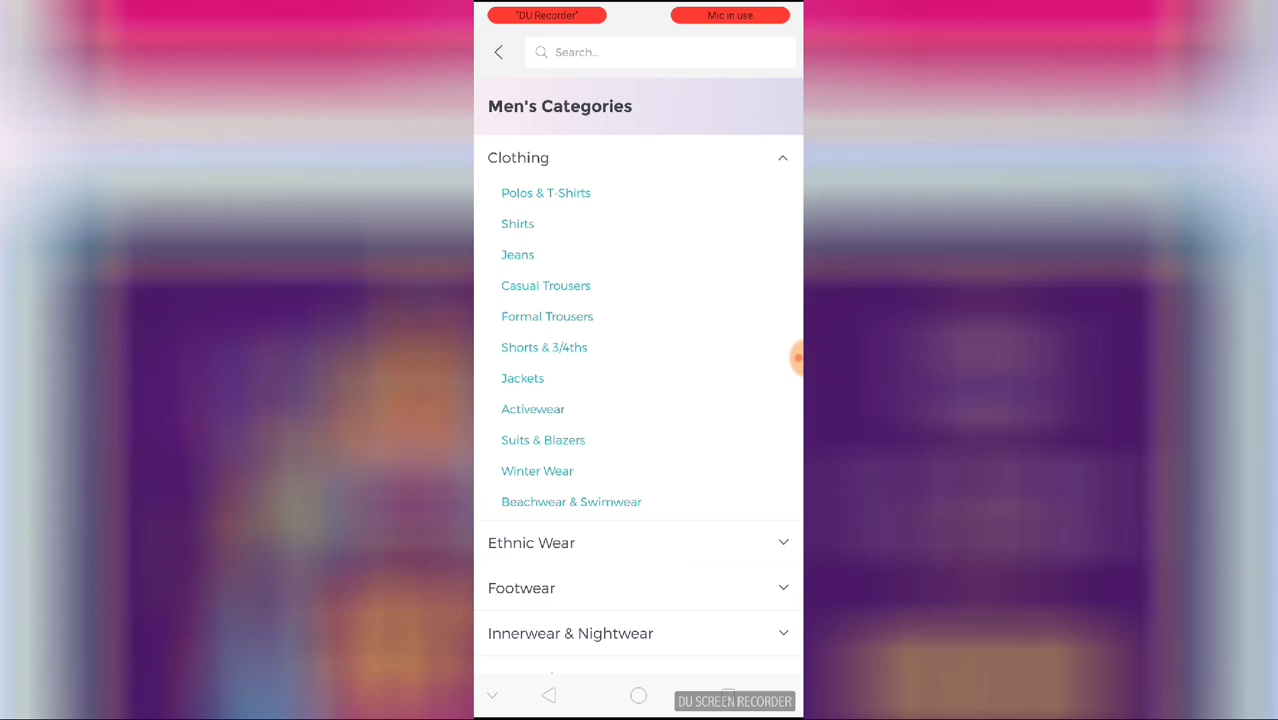 "DU Recorder"
Mic in use
Search...
Men's Categories
Clothing
Polos & T-Shirts
Shirts
Jeans
Casual Trousers
Formal Trousers
Shorts & 3/4ths
Jackets
Activewear
Suits & Blazers
Winter Wear
Beachwear & Swimwear
Ethnic Wear
Footwear
Innerwear & Nightwear
DU SCREEN RECORDER